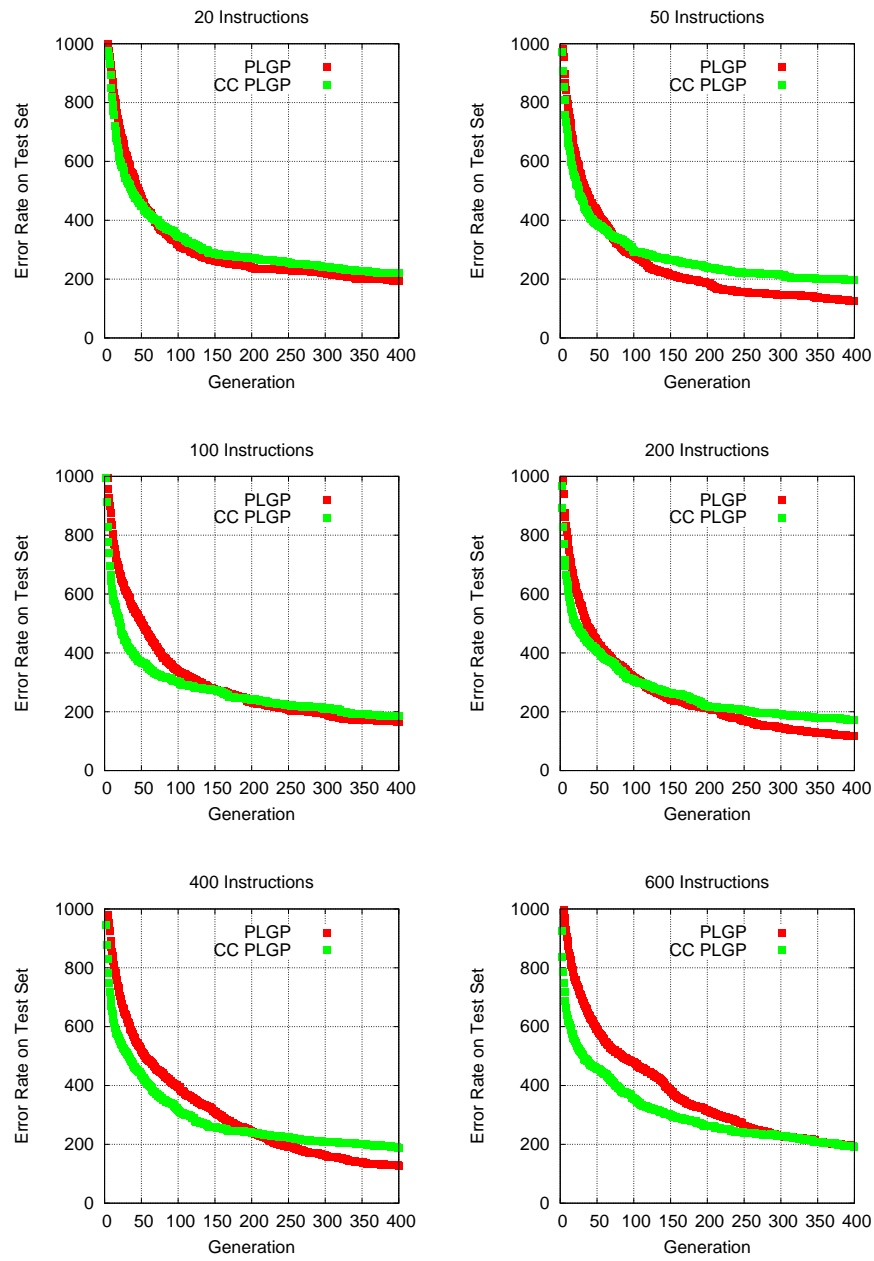 20 Instructions
1000
800
600
400
200
0
0 50 100 150 200 250 300 350 400
Error Rate on Test Set
Generation
PLGP
CC PLGP
50 Instructions
1000
800
600
400
200
0
0 50 100 150 200 250 300 350 400
Error Rate on Test Set
Generation
PLGP
CC PLGP
100 Instructions
1000
800
600
400
200
0
0 50 100 150 200 250 300 350 400
Error Rate on Test Set
Generation
PLGP
CC PLGP
200 Instructions
1000
800
600
400
200
0
0 50 100 150 200 250 300 350 400
Error Rate on Test Set
Generation
PLGP
CC PLGP
400 Instructions
1000
800
600
400
200
0
0 50 100 150 200 250 300 350 400
Error Rate on Test Set
Generation
PLGP
CC PLGP
600 Instructions
1000
800
600
400
200
0
0 50 100 150 200 250 300 350 400
Error Rate on Test Set
Generation
PLGP
CC PLGP